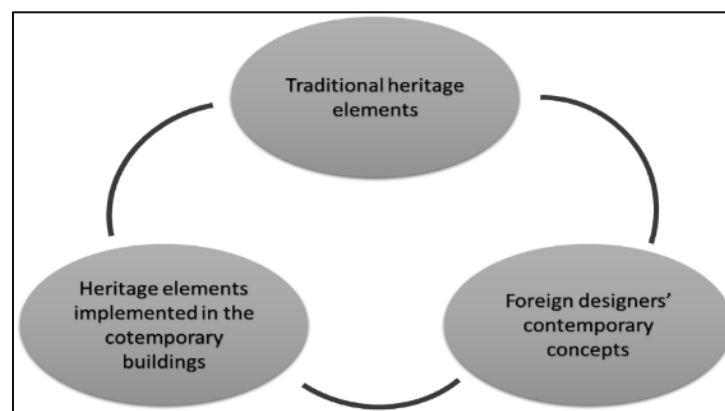 Traditional heritage
elements
Heritage elements
implemented in the
cotemporary
buildings
Foreign designers’
contemporary
concepts